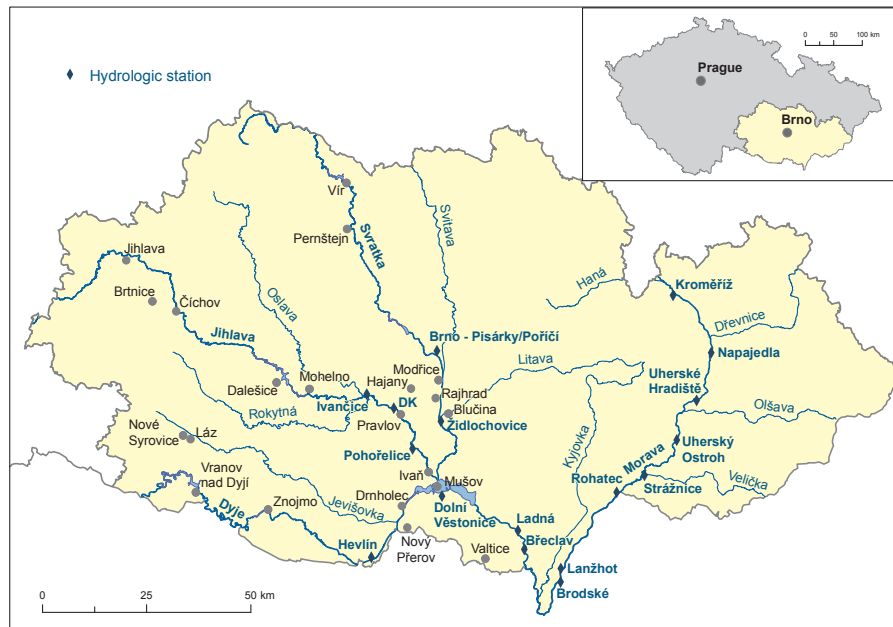 0 50 100 km
Prague
Brno
Hydrologic station
Vír
Svitava
Pernštejn
Svratka
Jihlava
Haná
Kroměříž
Brtnice
Číchov
Oslava
Dřevnice
Jihlava
Brno - Pisárky/Poříčí
Napajedla
Litava
Modřice
Uherské
Hradiště
Dalešice
Mohelno
Hajany
Rajhrad
DK
Blučina
Olšava
Ivančice
Rokytná
Pravlov
Židlochovice
Nové
Syrovice
Láz
Kyjovka
Uherský
Ostroh
Pohořelice
Morava
Vranov
nad Dyjí
Ivaň
Mušov
Rohatec
Velička
Strážnice
Jevišovka
Drnholec
Dyje
Znojmo
Dolní
Věstonice
Ladná
Nový
Přerov
Břeclav
Hevlín
Valtice
Lanžhot
Brodské
0 25 50 km